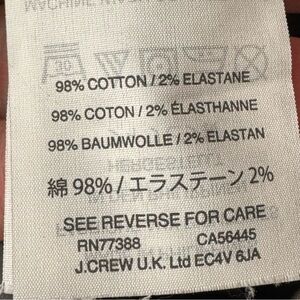 98% COTTON / 2% ELASTANE
98% COTON / 2% ÉLASTHANNE
98% BAUMWOLLE / 2% ELASTAN
綿 98% / エラステーン 2%
SEE REVERSE FOR CARE
RN77388 CA56445
J.CREW U.K. Ltd EC4V 6JA